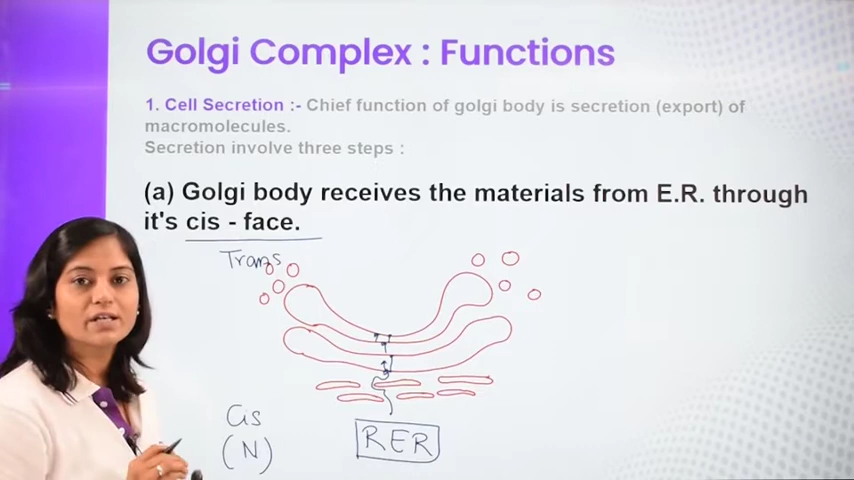 Golgi Complex : Functions
1. Cell Secretion :- Chief function of golgi body is secretion (export) of
macromolecules.
Secretion involve three steps :
(a) Golgi body receives the materials from E.R. through
it's cis - face.
Trans
Cis
(N)
RER